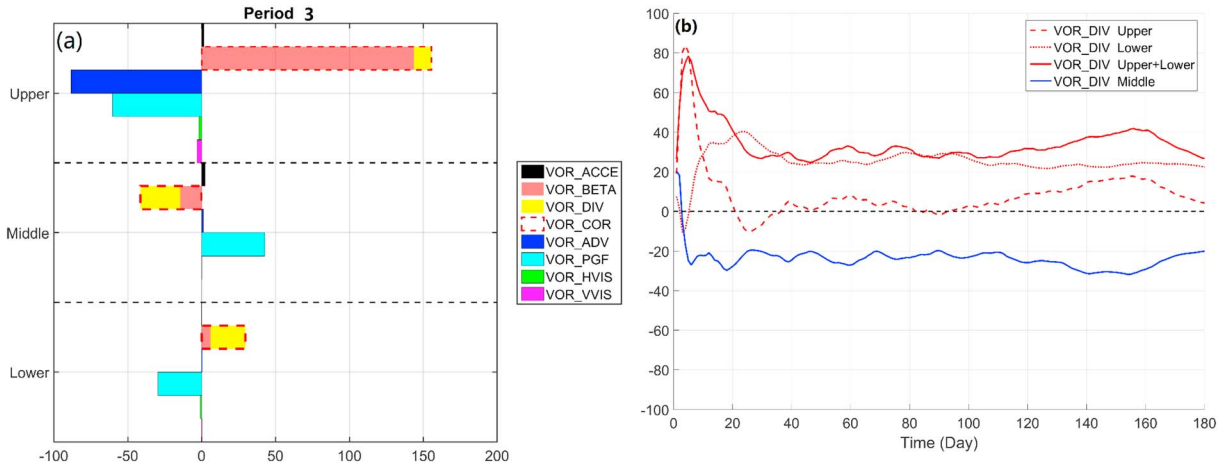 Period 3
(a)
Upper
Middle
Lower
-100 -50 0 50 100 150 200
VOR_ACCE
VOR_BETA
VOR_DIV
VOR_COR
VOR_ADV
VOR_PGF
VOR_HVIS
VOR_VVIS
(b)
VOR_DIV Upper
VOR_DIV Lower
VOR_DIV Upper+Lower
VOR_DIV Middle
100
80
60
40
20
0
-20
-40
-60
-80
-100
0 20 40 60 80 100 120 140 160 180
Time (Day)